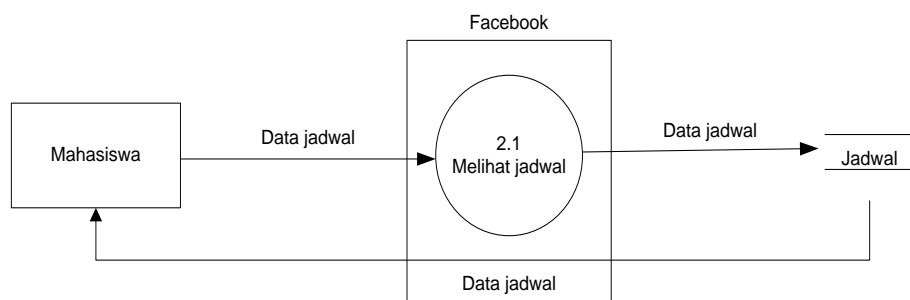 Facebook
Mahasiswa
Data jadwal
2.1
Melihat jadwal
Data jadwal
Jadwal
Data jadwal